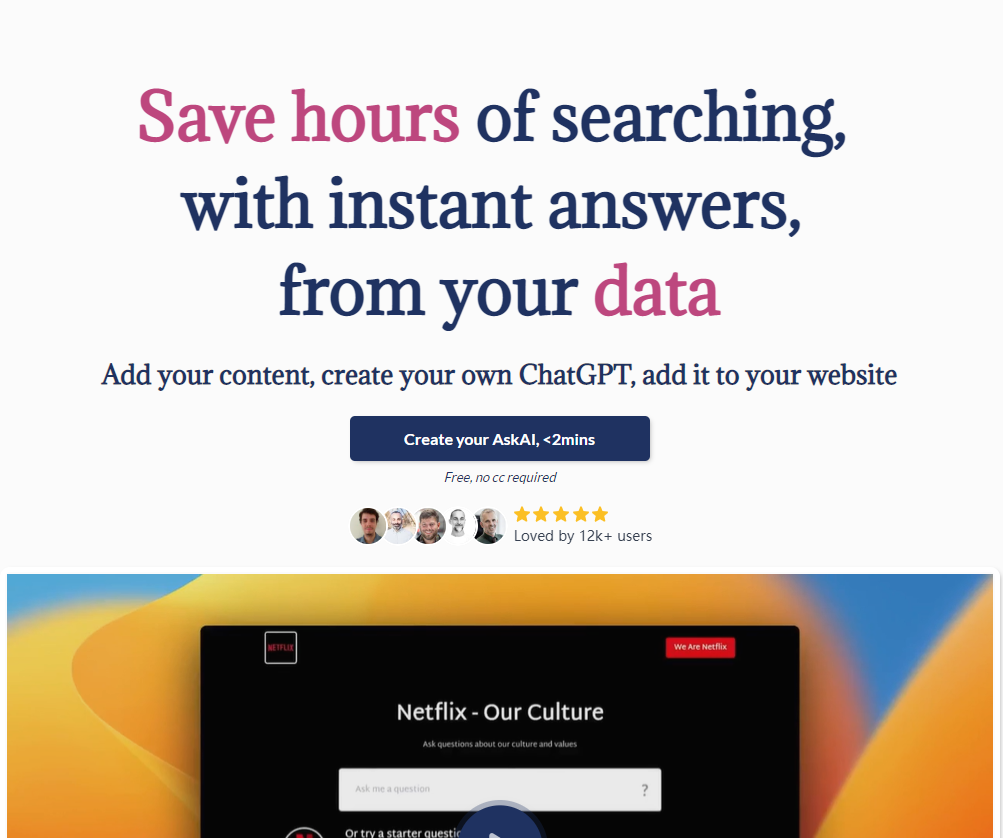 Save hours of searching,
with instant answers,
from your data
Add your content, create your own ChatGPT, add it to your website
Create your AskAI, <2mins
Free, no cc required
Loved by 12k+ users
NETFLIX
We Are Netflix
Netflix - Our Culture
Ask questions about our culture and values
Ask me a question ?
Or try a starter